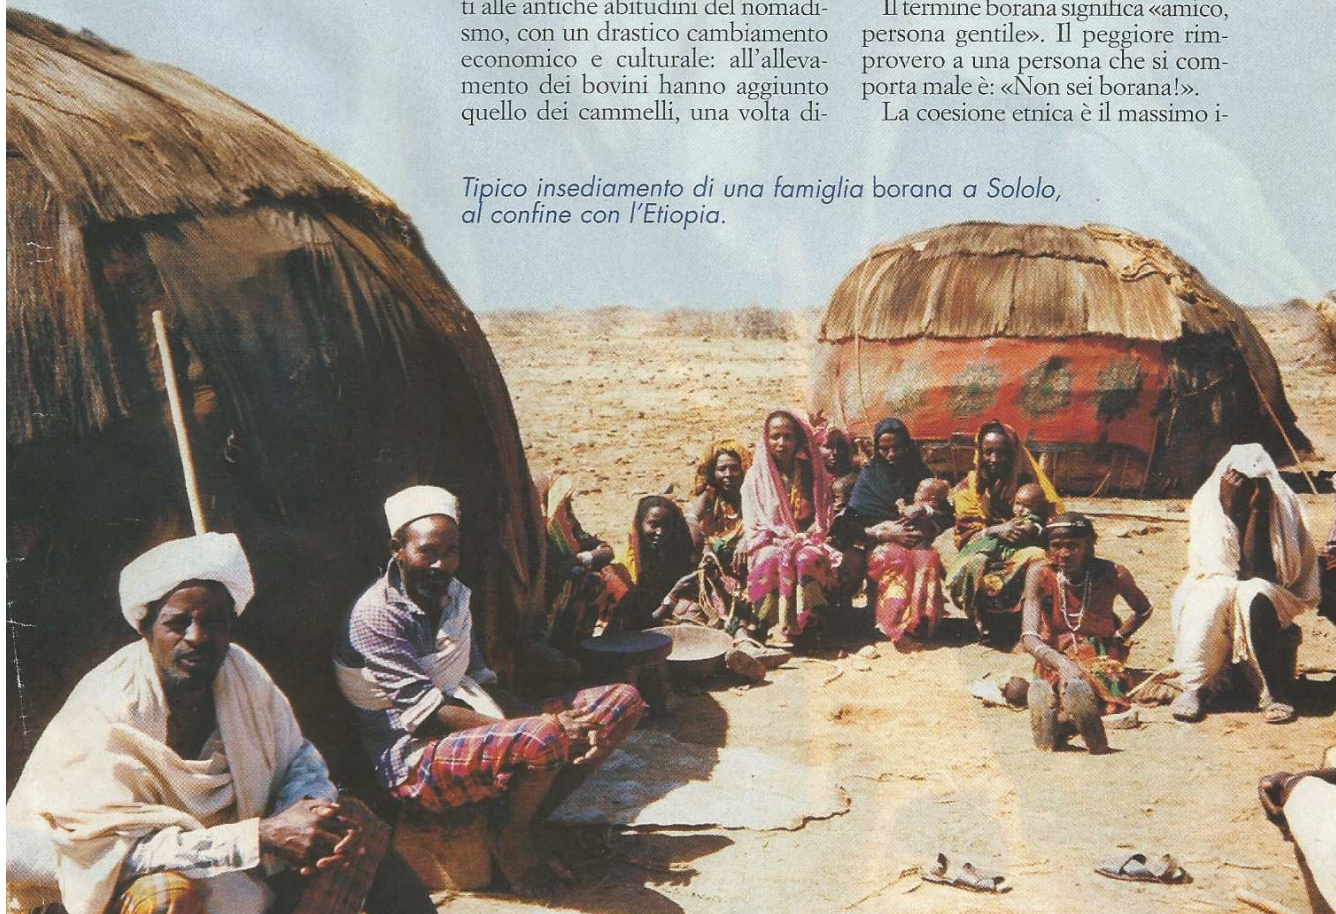 ti alle antiche abitudini del nomadi-
smo, con un drastico cambiamento
economico e culturale: all'alleva-
mento dei bovini hanno aggiunto
quello dei cammelli, una volta di-
Il termine borana significa «amico,
persona gentile». Il peggiore rim-
provero a una persona che si com-
porta male è: «Non sei borana!».
La coesione etnica è il massimo i-
Tipico insediamento di una famiglia borana a Sololo,
al confine con l'Etiopia.